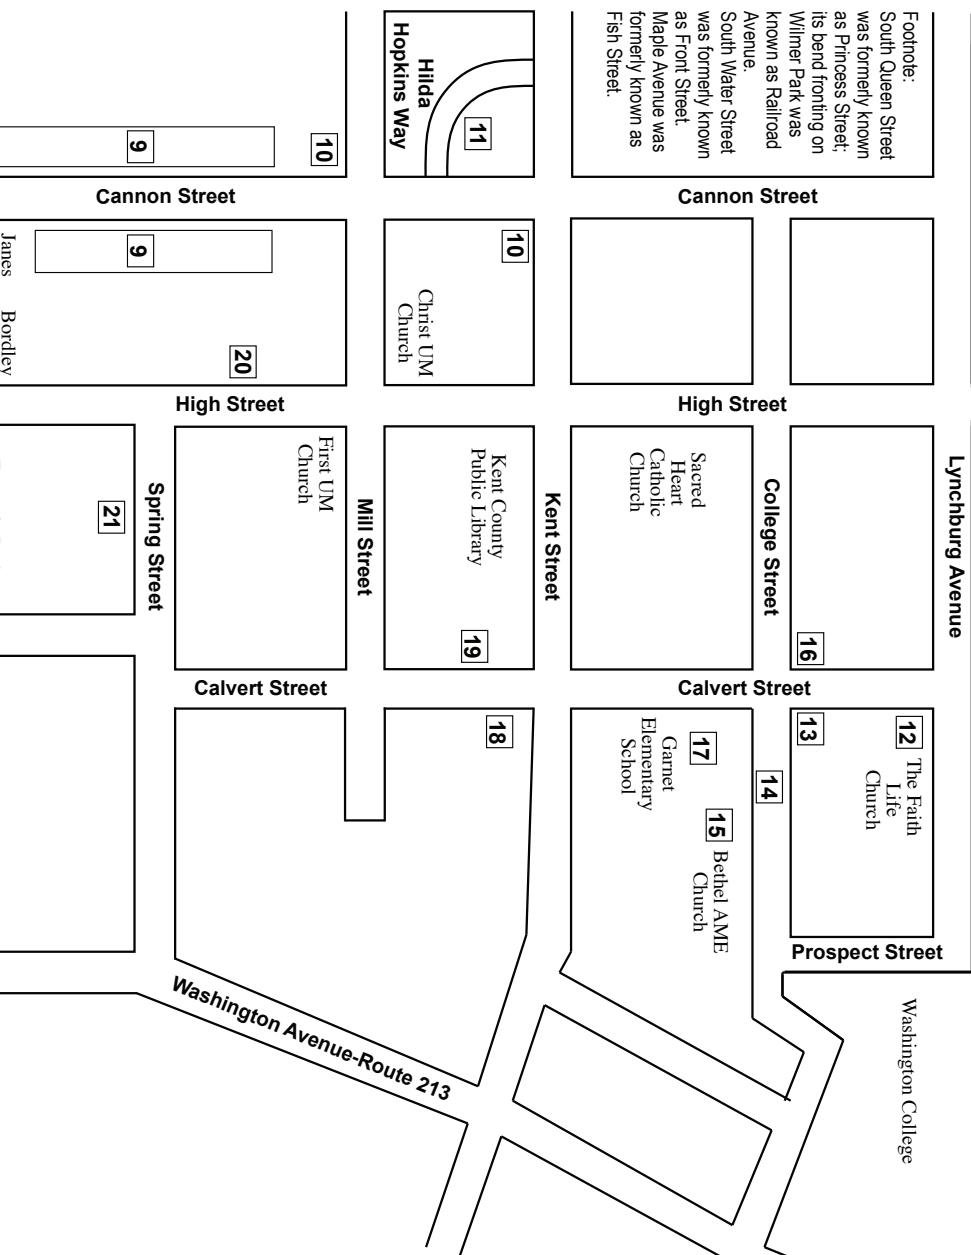 Footnote:
South Queen Street
was formerly known
as Princess Street;
its bend fronting on
Wilmer Park was
known as Railroad
Avenue.
South Water Street
was formerly known
as Front Street.
Maple Avenue was
formerly known as
Fish Street.
Hilda
Hopkins Way
11
10
9
Cannon Street
Cannon Street
9
10
Christ UM
Church
20
Janes
Bordley
High Street
High Street
Lynchburg Avenue
College Street
Kent Street
Mill Street
Spring Street
Sacred
Heart
Catholic
Church
Kent County
Public Library
First UM
Church
21
16
19
Calvert Street
Calvert Street
12
The Faith
Life
Church
13
14
17
Garnet
Elementary
School
15
Bethel AME
Church
18
Prospect Street
Washington College
Washington Avenue-Route 213